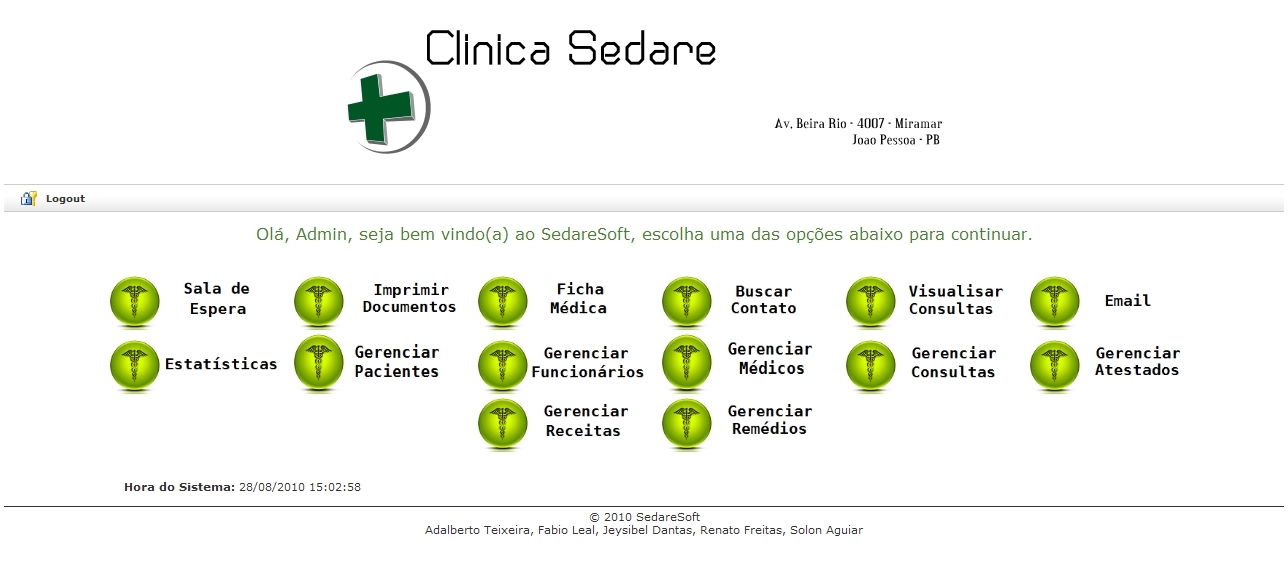 Clinica Sedare
Av. Beira Rio - 4007 - Miramar
Joao Pessoa - PB
Logout
Olá, Admin, seja bem vindo(a) ao SedareSoft, escolha uma das opções abaixo para continuar.
Sala de
Espera
Imprimir
Documentos
Ficha
Médica
Buscar
Contato
Visualisar
Consultas
Email
Estatísticas
Gerenciar
Pacientes
Gerenciar
Funcionários
Gerenciar
Médicos
Gerenciar
Consultas
Gerenciar
Atestados
Gerenciar
Receitas
Gerenciar
Remédios
Hora do Sistema: 28/08/2010 15:02:58
© 2010 SedareSoft
Adalberto Teixeira, Fabio Leal, Jeysibel Dantas, Renato Freitas, Solon Aguiar